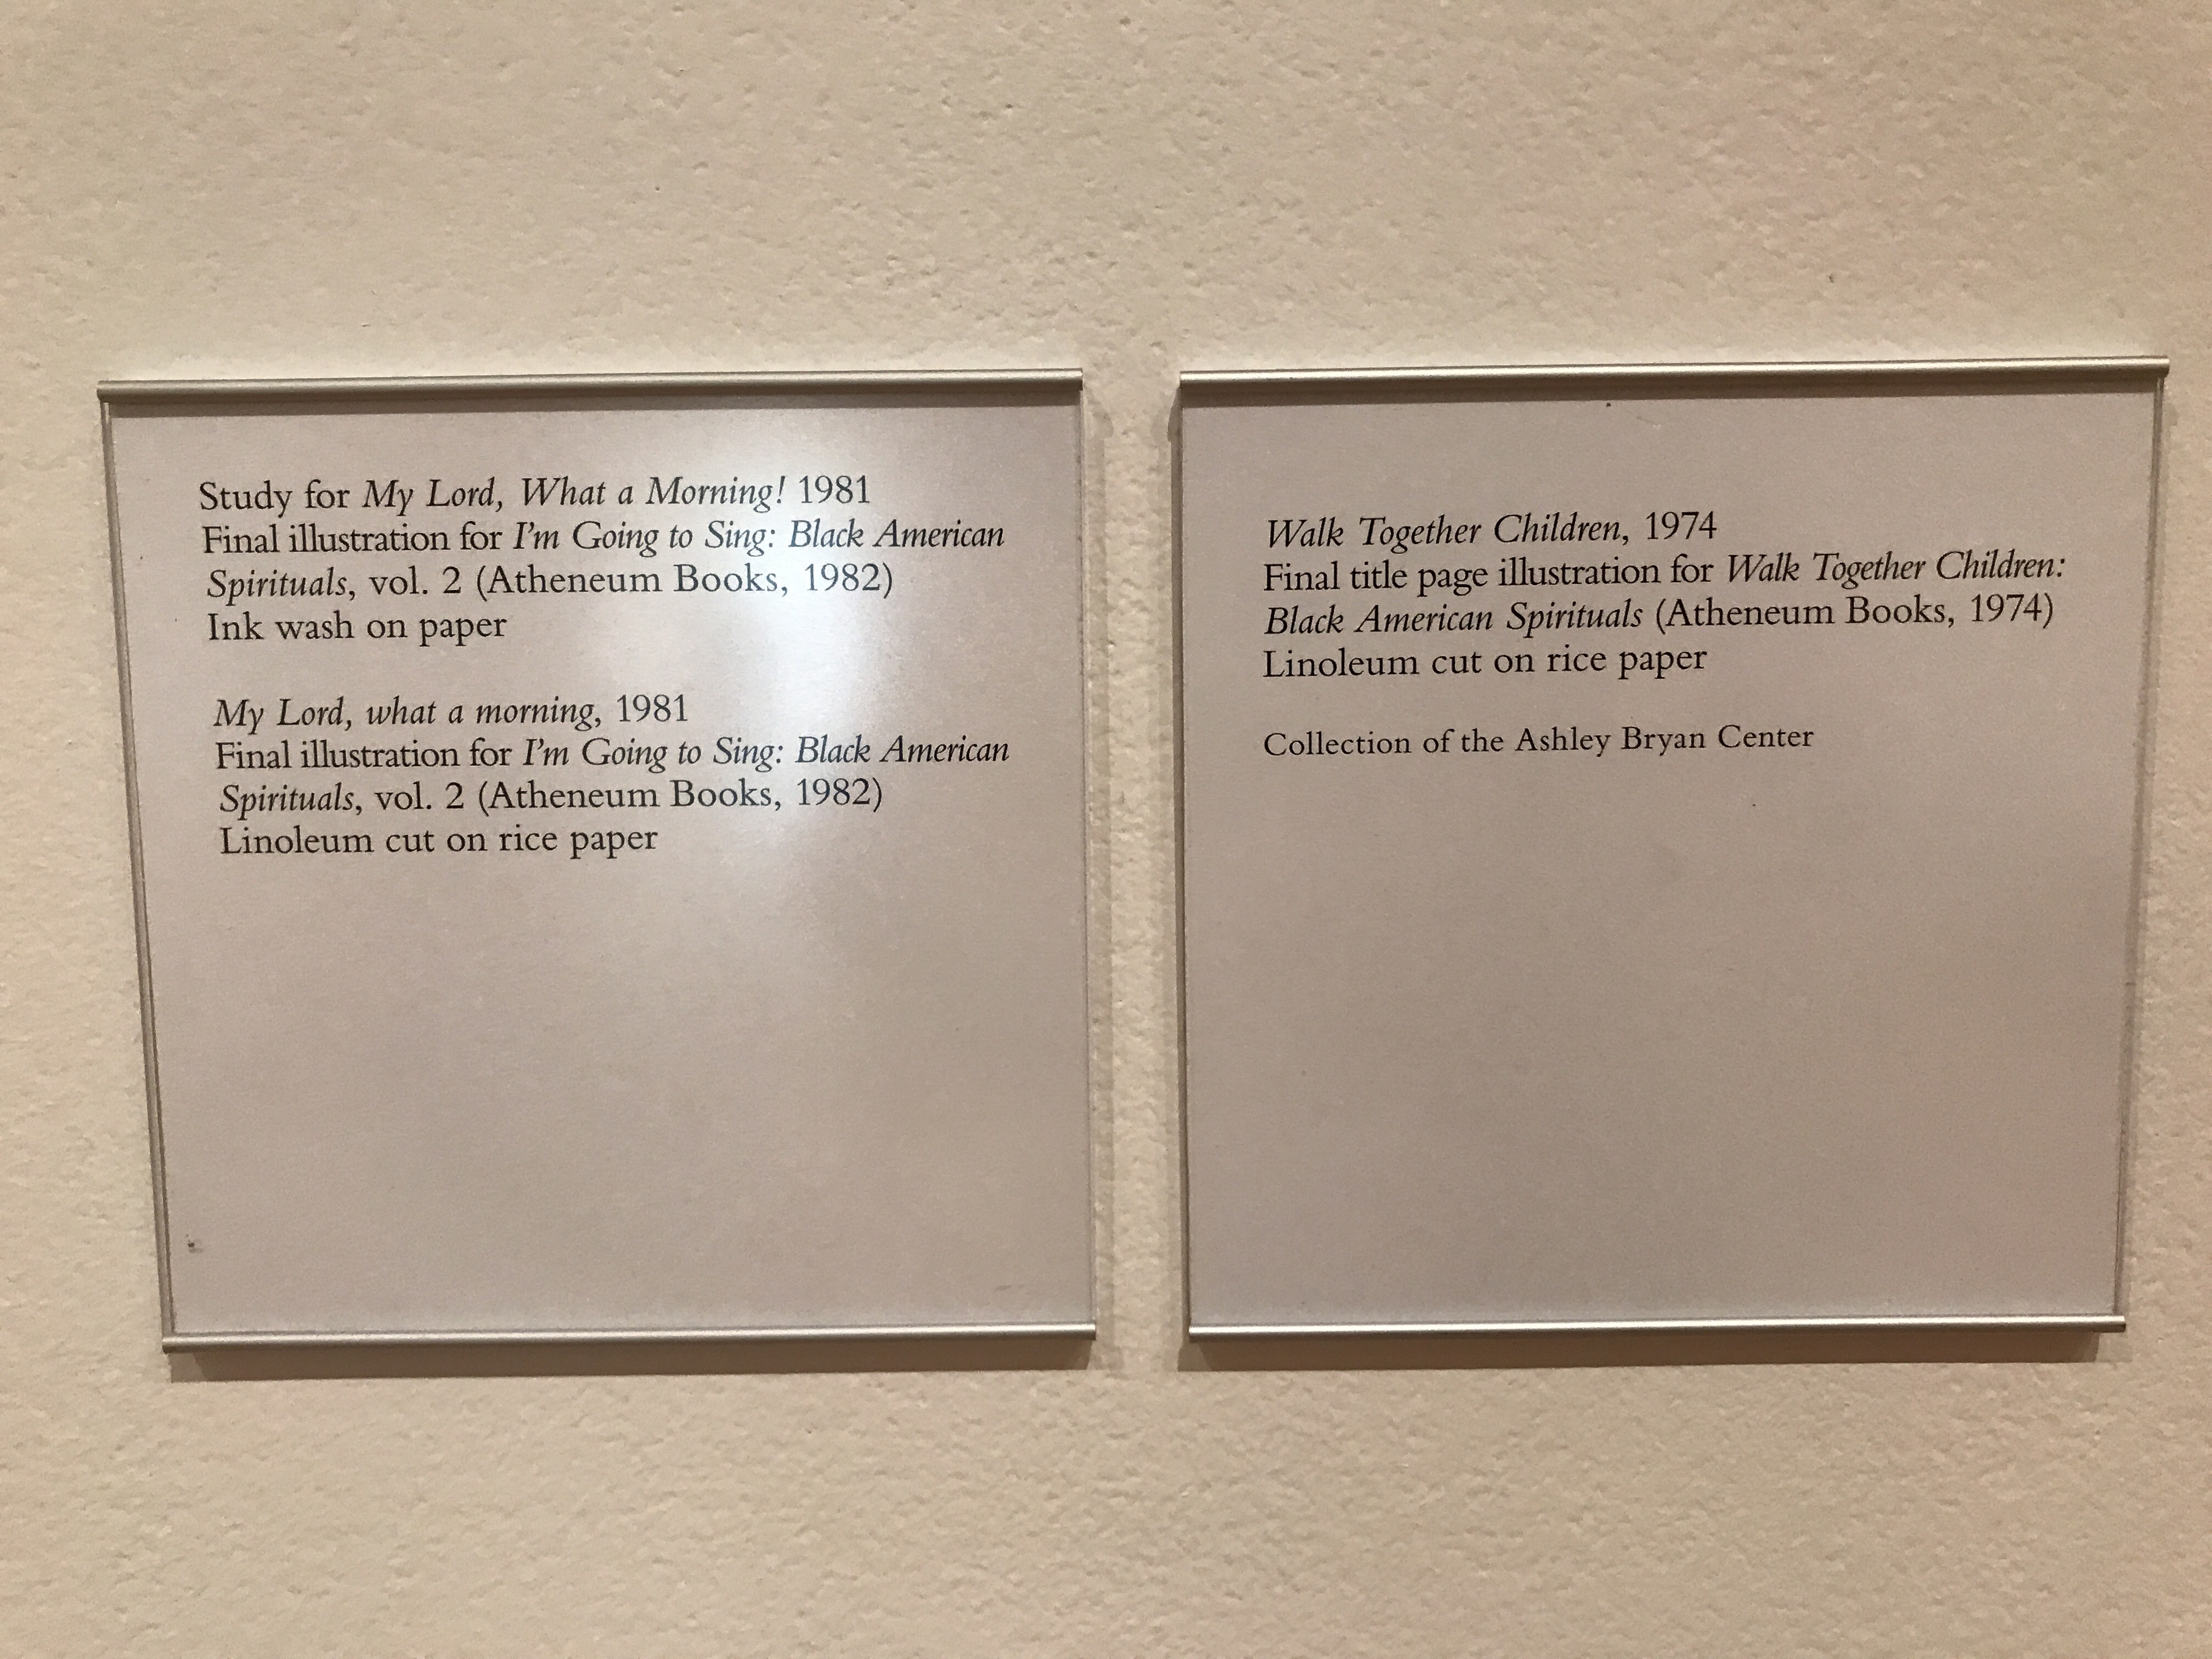 Study for My Lord, What a Morning! 1981
Final illustration for I'm Going to Sing: Black American
Spirituals, vol. 2 (Atheneum Books, 1982)
Ink wash on paper
My Lord, what a morning, 1981
Final illustration for I'm Going to Sing: Black American
Spirituals, vol. 2 (Atheneum Books, 1982)
Linoleum cut on rice paper
Walk Together Children, 1974
Final title page illustration for Walk Together Children:
Black American Spirituals (Atheneum Books, 1974)
Linoleum cut on rice paper
Collection of the Ashley Bryan Center